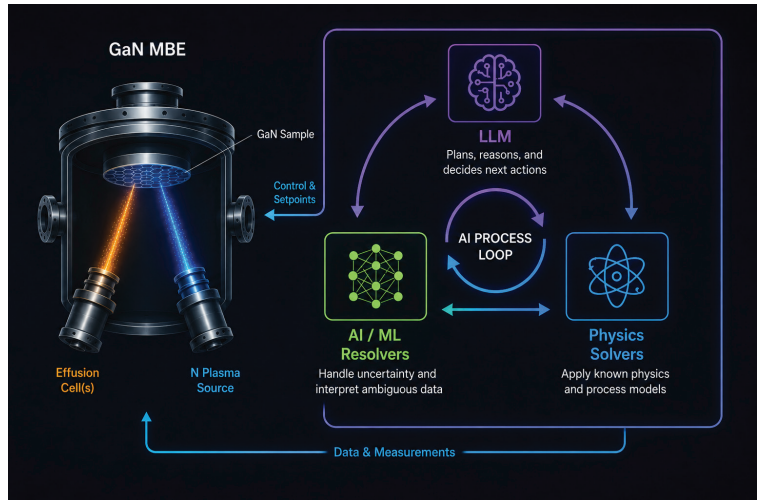 GaN MBE
GaN Sample
Control &
Setpoints
Effusion
Cell(s)
N Plasma
Source
LLM
Plans, reasons, and
decides next actions
AI PROCESS
LOOP
AI / ML
Resolvers
Handle uncertainty and
interpret ambiguous data
Physics
Solvers
Apply known physics
and process models
Data & Measurements